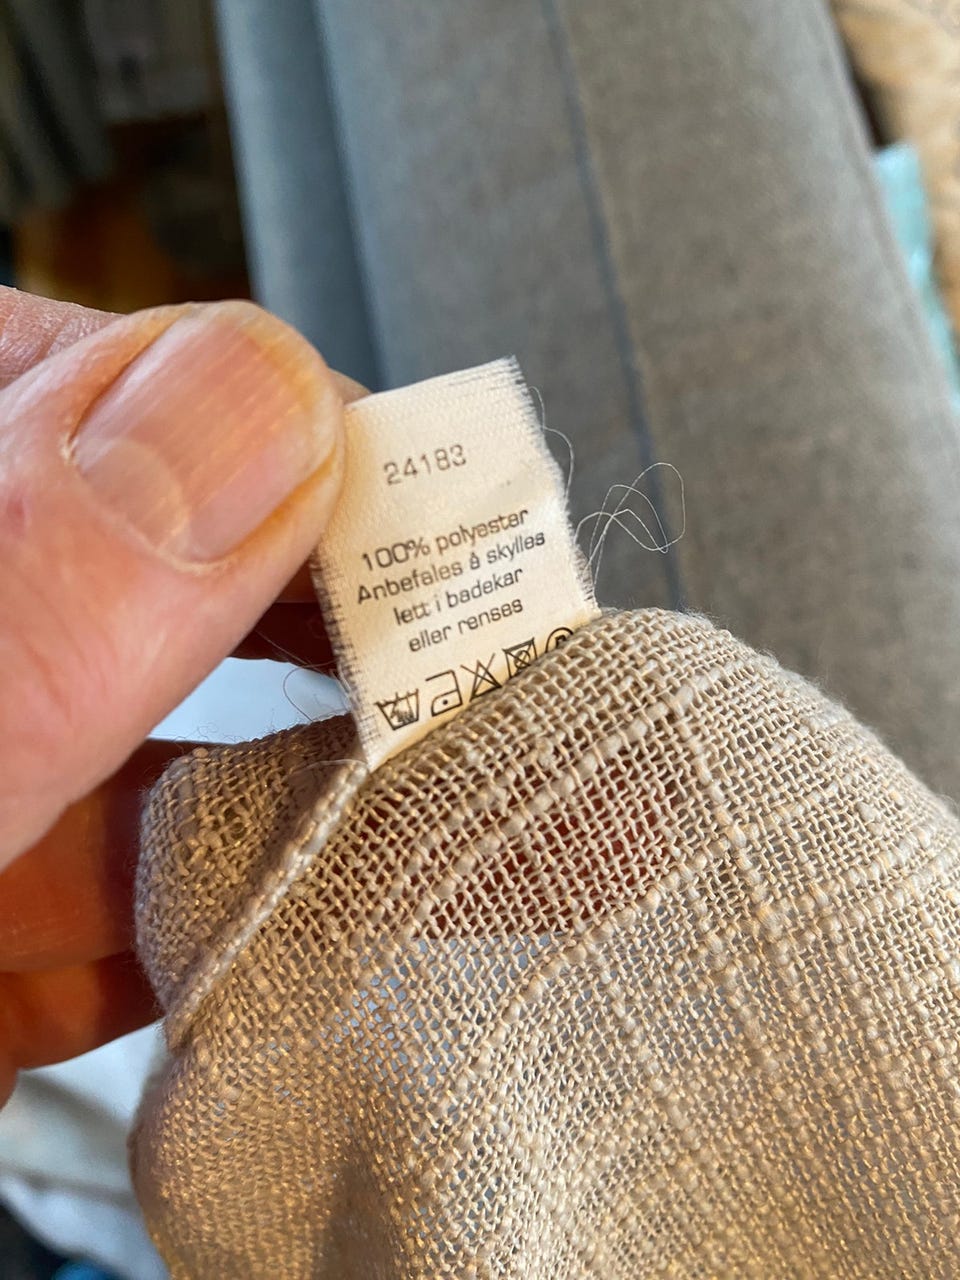 24183
100% polyester
Anbefales å skylles
lett i badekar
eller renses